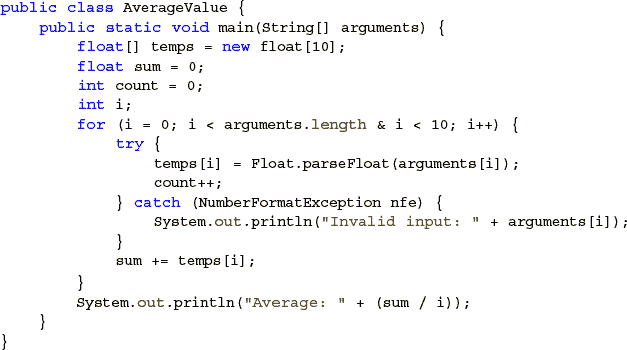 public class AverageValue {
    public static void main(String[] arguments) {
        float[] temps = new float[10];
        float sum = 0;
        int count = 0;
        int i;
        for (i = 0; i < arguments.length & i < 10; i++) {
            try {
                temps[i] = Float.parseFloat(arguments[i]);
                count++;
            } catch (NumberFormatException nfe) {
                System.out.println("Invalid input: " + arguments[i]);
            }
            sum += temps[i];
        }
        System.out.println("Average: " + (sum / i));
    }
}